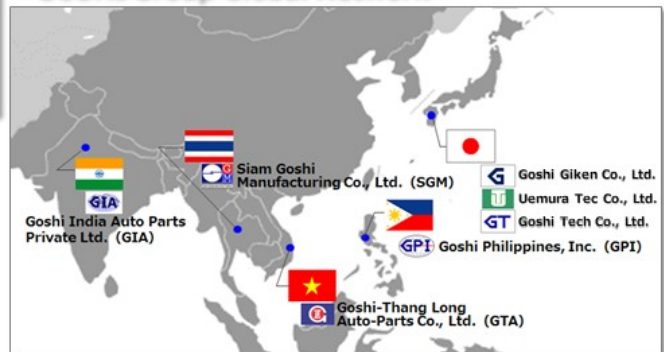 Siam Goshi
Manufacturing Co., Ltd. (SGM)
Goshi Giken Co., Ltd.
Uemura Tec Co., Ltd.
GT
Goshi Tech Co., Ltd.
GIA
Goshi India Auto Parts
Private Ltd. (GIA)
GPI
Goshi Philippines, Inc. (GPI)
Goshi-Thang Long
Auto-Parts Co., Ltd. (GTA)